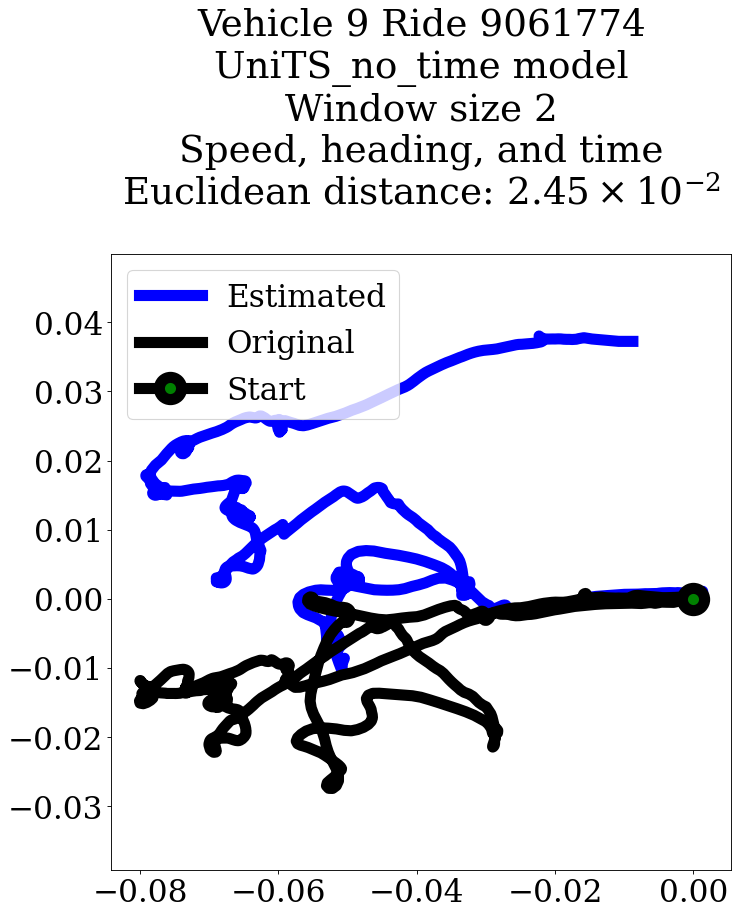 Vehicle 9 Ride 9061774
UniTS_no_time model
Window size 2
Speed, heading, and time
Euclidean distance: 2.45 × 10⁻²
Estimated
Original
Start
0.04
0.03
0.02
0.01
0.00
−0.01
−0.02
−0.03
−0.08 −0.06 −0.04 −0.02 0.00